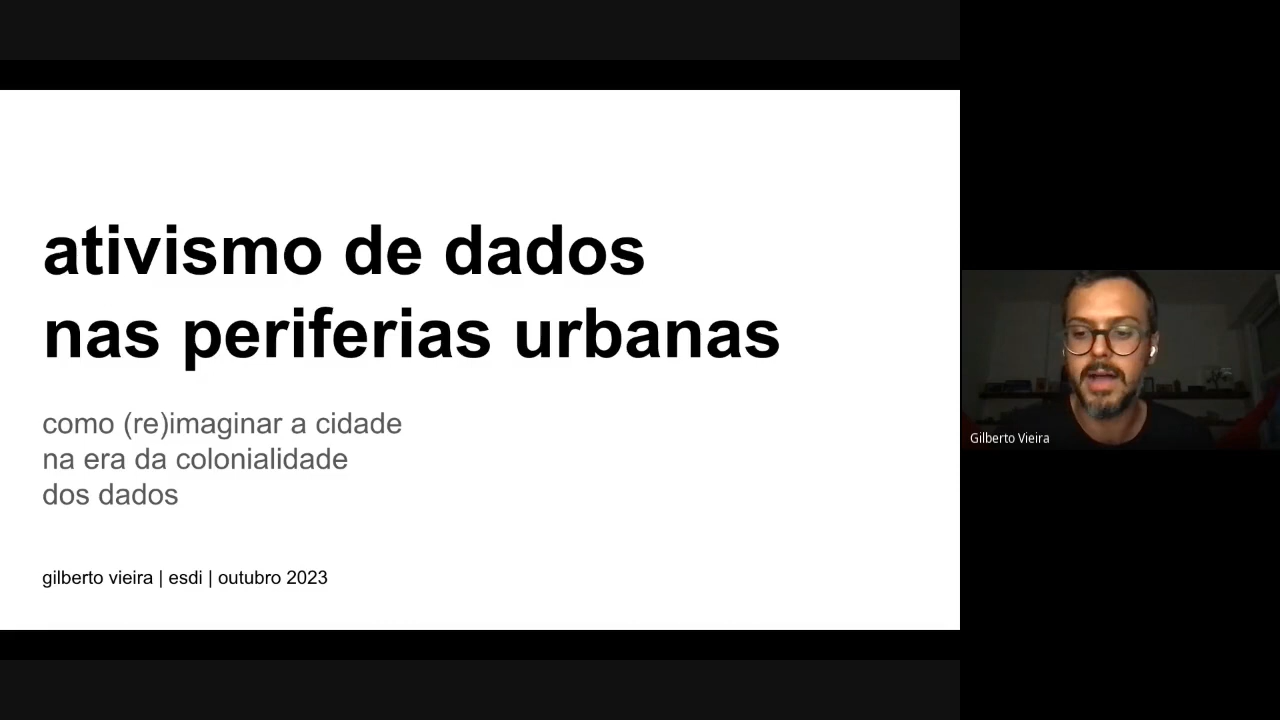 ativismo de dados
nas periferias urbanas
como (re)imaginar a cidade
na era da colonialidade
dos dados
gilberto vieira | esdi | outubro 2023
Gilberto Vieira